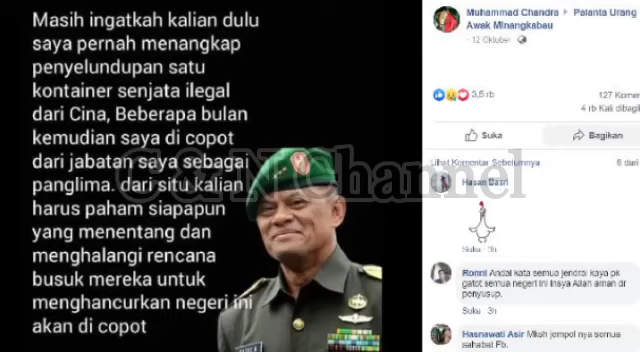 Masih ingatkah kalian dulu
saya pernah menangkap
penyelundupan satu
kontainer senjata ilegal
dari Cina, Beberapa bulan
kemudian saya di copot
dari jabatan saya sebagai
panglima. dari situ kalian
harus paham siapapun
yang menentang dan
menghalangi rencana
busuk mereka untuk
menghancurkan negeri ini
akan di copot
C&N Channel
Muhammad Chandra ▸ Palanta Urang
Awak Minangkabau
12 Oktober ·
3,5 rb
127 Komen
4 rb Kali dibagi
Suka
Bagikan
Lihat Komentar Sebelumnya
6 dari
Hasan Basri
Suka · 3h
Ronni Andai kata semua jendral kaya pk
gatot semua negeri ini Insya Allah aman dr
penyusup.
Suka · 3h
Hasnawati Asir Mksh jempol nya semua
sahabat Fb.